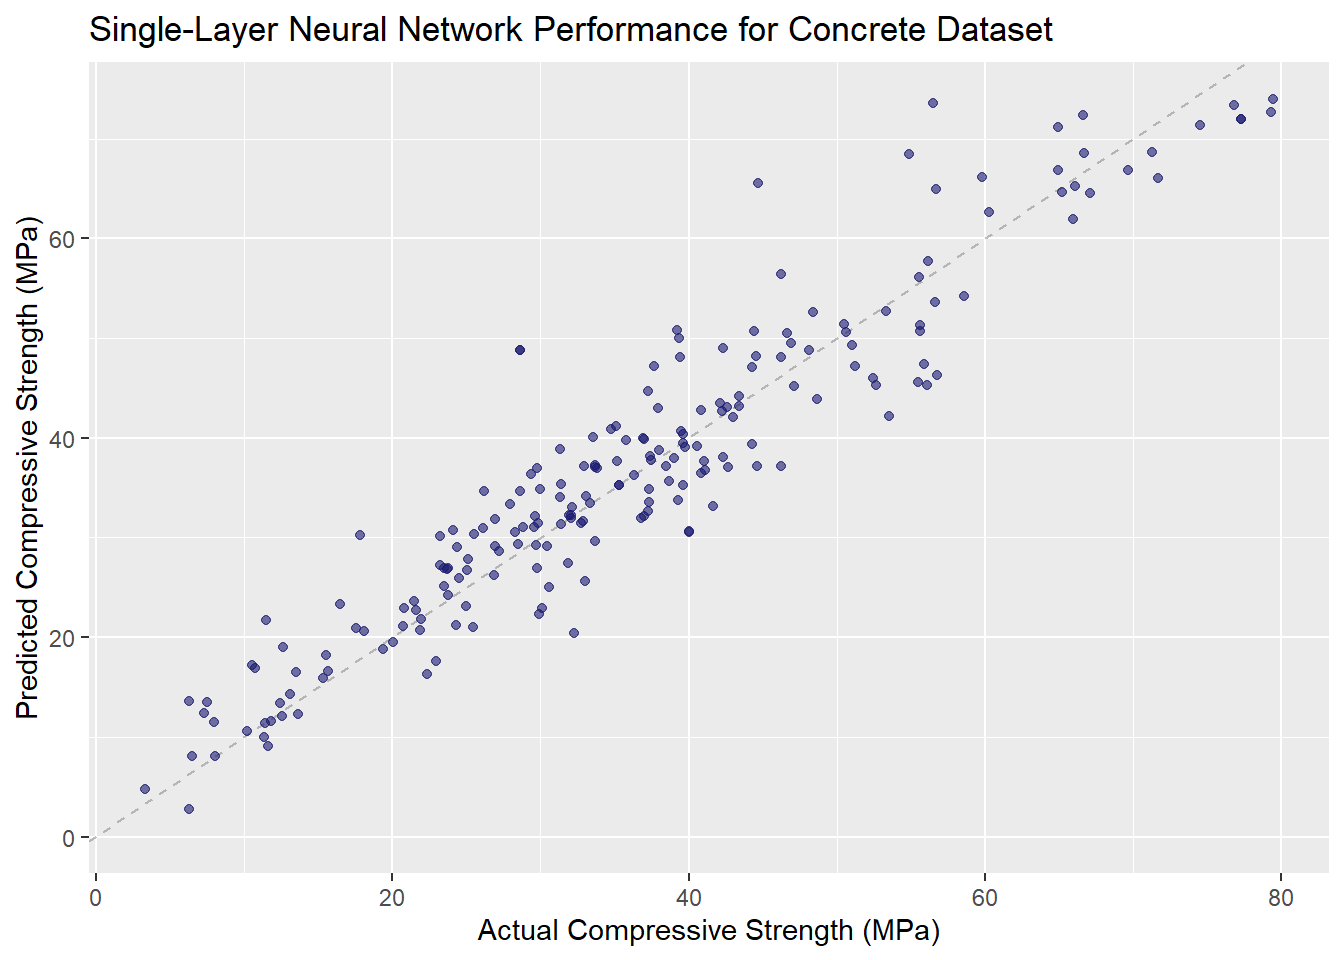 Single-Layer Neural Network Performance for Concrete Dataset
Predicted Compressive Strength (MPa)
60
40
20
0
0 20 40 60 80
Actual Compressive Strength (MPa)